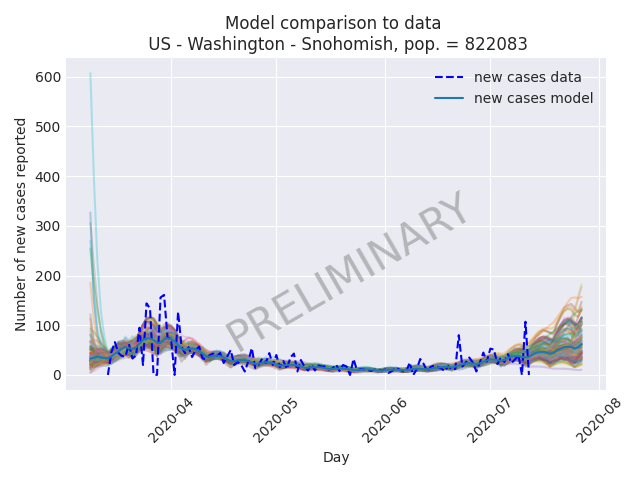 Model comparison to data
US - Washington - Snohomish, pop. = 822083
new cases data
new cases model
Number of new cases reported
600
500
400
300
200
100
0
PRELIMINARY
2020-04
2020-05
2020-06
2020-07
2020-08
Day